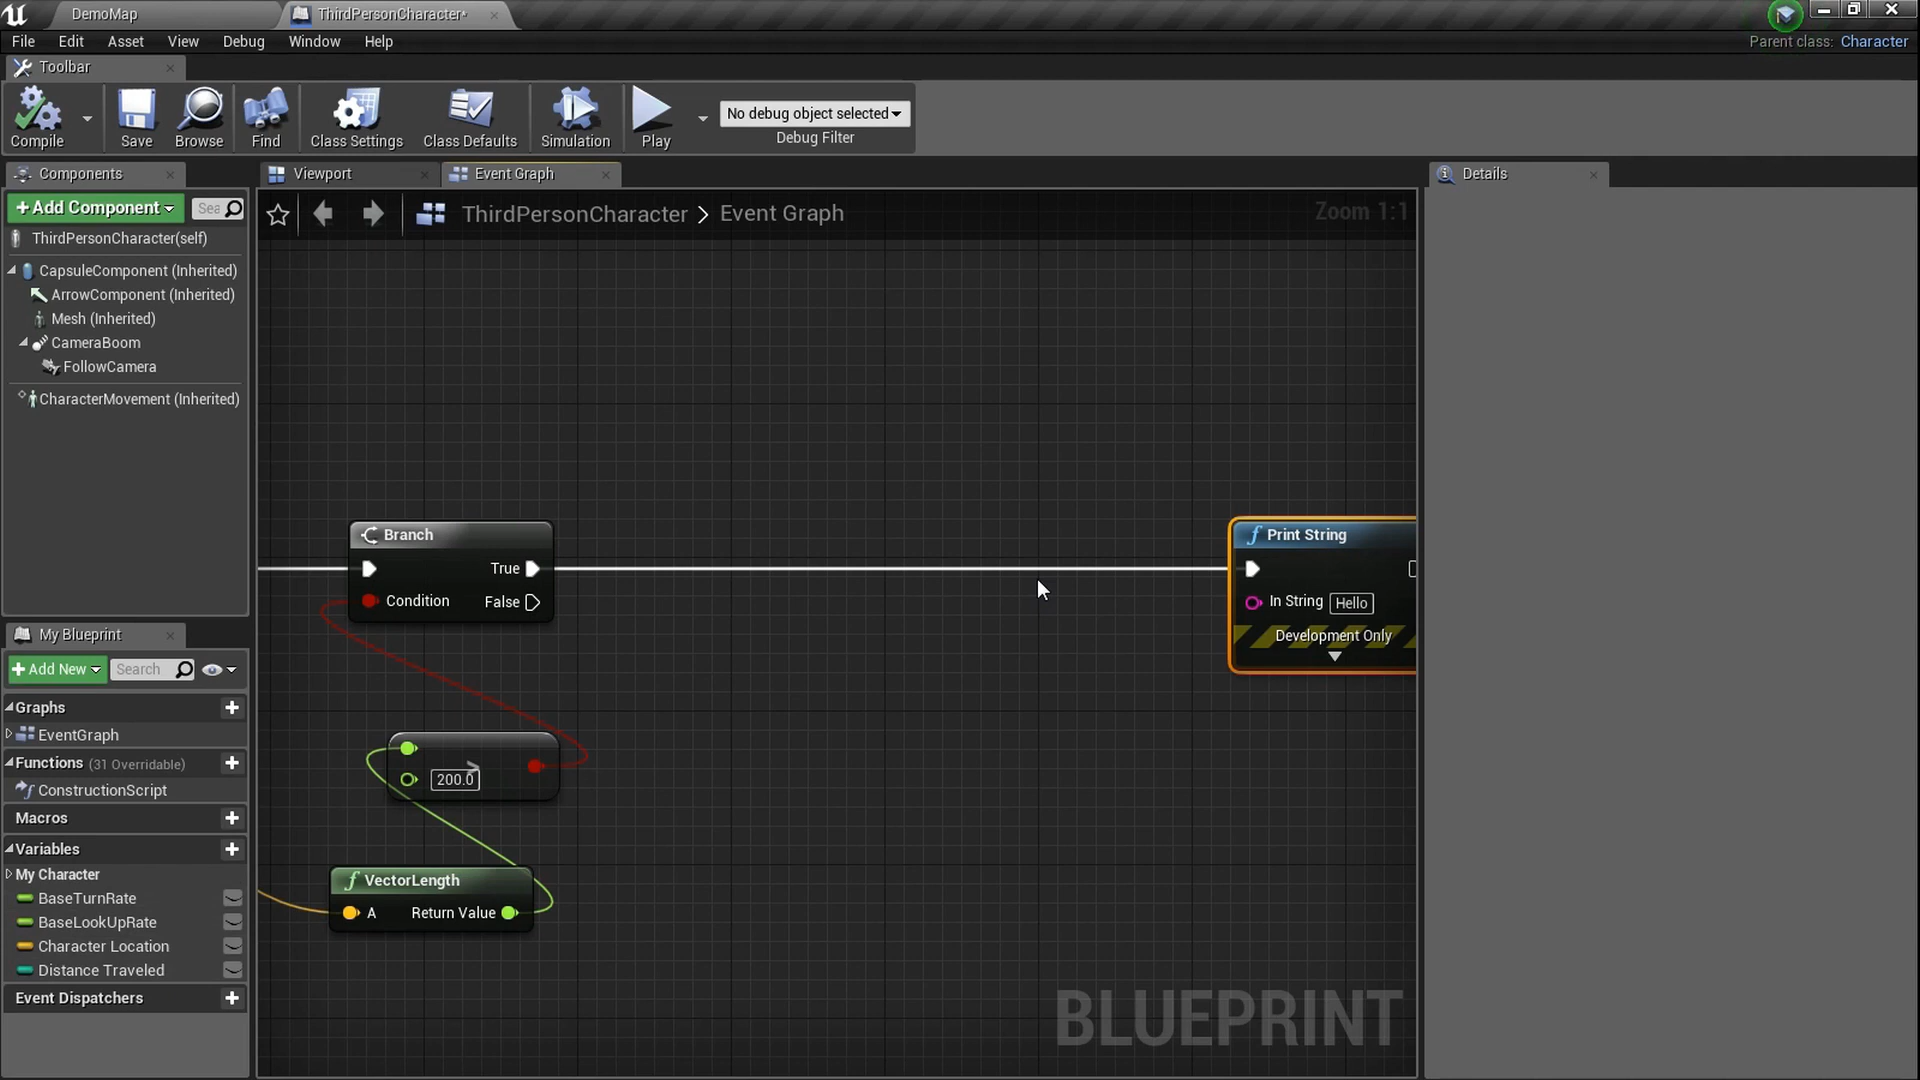 DemoMap
ThirdPersonCharacter*
File Edit Asset View Debug Window Help
Parent class: Character
Toolbar
Compile
Save
Browse
Find
Class Settings
Class Defaults
Simulation
Play
No debug object selected
Debug Filter
Components
+Add Component
Sea
ThirdPersonCharacter(self)
CapsuleComponent (Inherited)
ArrowComponent (Inherited)
Mesh (Inherited)
CameraBoom
FollowCamera
CharacterMovement (Inherited)
My Blueprint
+Add New
Search
Graphs
EventGraph
Functions (31 Overridable)
ConstructionScript
Macros
Variables
My Character
BaseTurnRate
BaseLookUpRate
Character Location
Distance Traveled
Event Dispatchers
Viewport
Event Graph
ThirdPersonCharacter > Event Graph
Zoom 1:1
Branch
True
Condition
False
>
200.0
f VectorLength
A Return Value
f Print String
In String Hello
Development Only
BLUEPRINT
Details